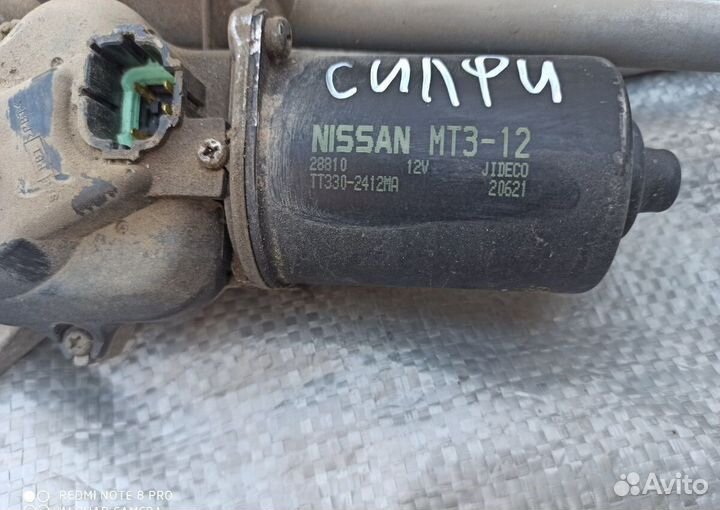 СИЛФИ
NISSAN MT3-12
28810 12V JIDECO
TT330-2412MA 20621
REDMI NOTE 8 PRO
Avito